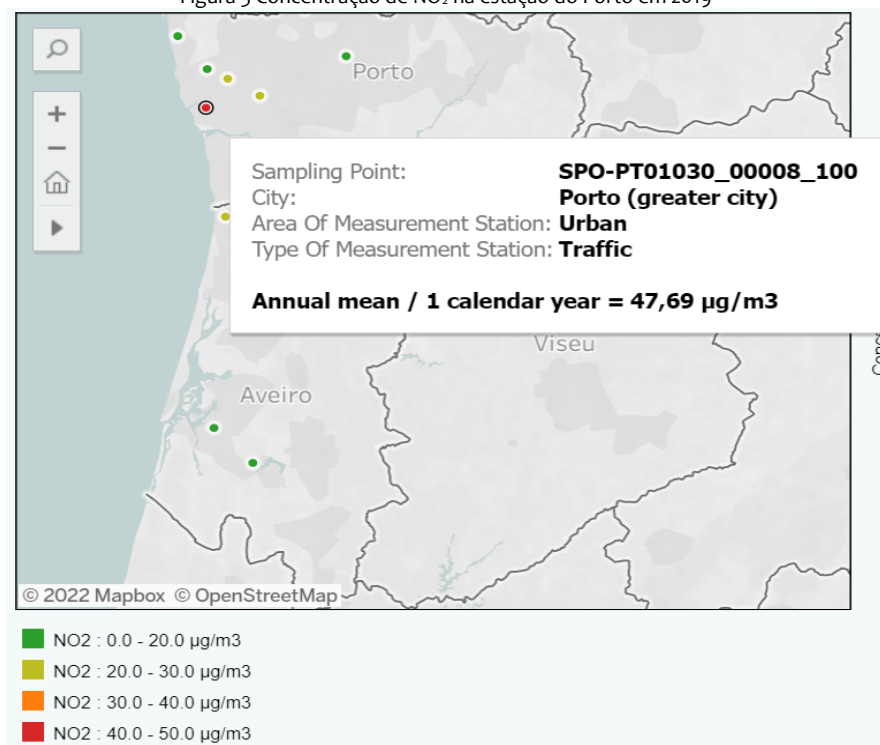 Figura 5 Concentração de NO₂ na estação do Porto em 2019
Porto
Sampling Point: SPO-PT01030_00008_100
City: Porto (greater city)
Area Of Measurement Station: Urban
Type Of Measurement Station: Traffic
Annual mean / 1 calendar year = 47,69 µg/m3
Viseu
Aveiro
© 2022 Mapbox © OpenStreetMap
NO2 : 0.0 - 20.0 µg/m3
NO2 : 20.0 - 30.0 µg/m3
NO2 : 30.0 - 40.0 µg/m3
NO2 : 40.0 - 50.0 µg/m3